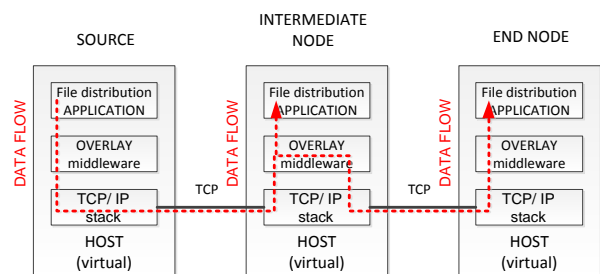 SOURCE
INTERMEDIATE
NODE
END NODE
DATA FLOW
File distribution
APPLICATION
OVERLAY
middleware
TCP/ IP
stack
HOST
(virtual)
TCP
DATA FLOW
File distribution
APPLICATION
OVERLAY
middleware
TCP/ IP
stack
HOST
(virtual)
TCP
DATA FLOW
File distribution
APPLICATION
OVERLAY
middleware
TCP/ IP
stack
HOST
(virtual)